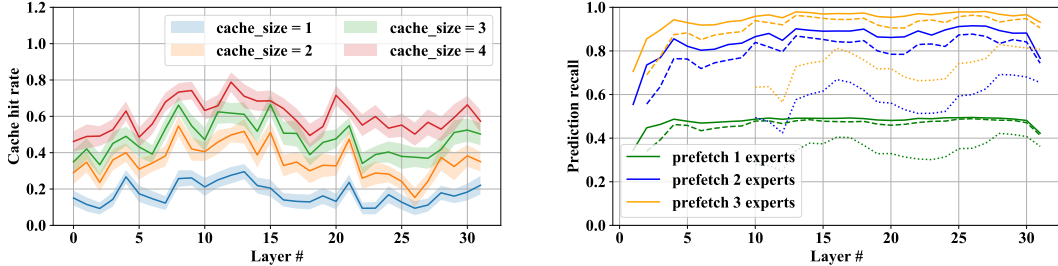 1.2
1.0
0.8
0.6
0.4
0.2
0.0
Cache hit rate
cache_size = 1
cache_size = 2
cache_size = 3
cache_size = 4
0 5 10 15 20 25 30
Layer #
1.0
0.8
0.6
0.4
0.2
0.0
Prediction recall
prefetch 1 experts
prefetch 2 experts
prefetch 3 experts
0 5 10 15 20 25 30
Layer #